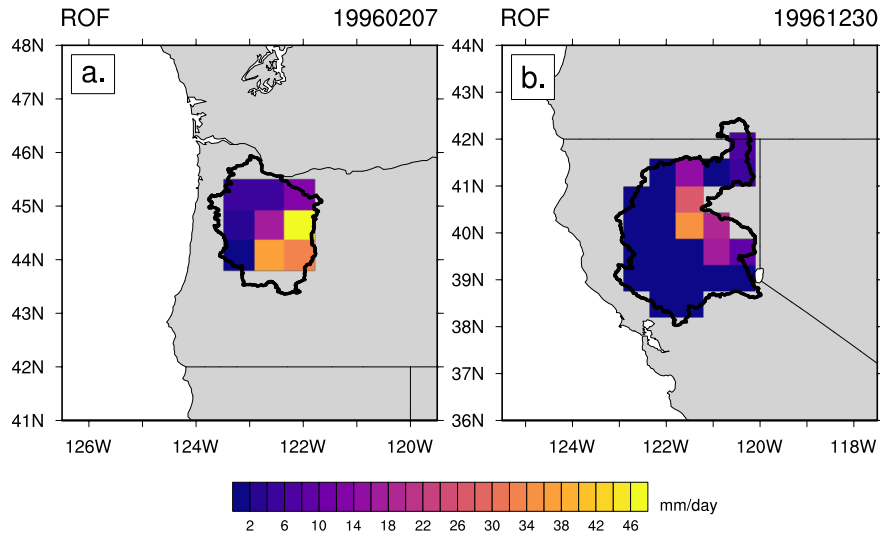 ROF 19960207
a.
48N
47N
46N
45N
44N
43N
42N
41N
126W 124W 122W 120W
ROF 19961230
b.
44N
43N
42N
41N
40N
39N
38N
37N
36N
124W 122W 120W 118W
mm/day
2 6 10 14 18 22 26 30 34 38 42 46